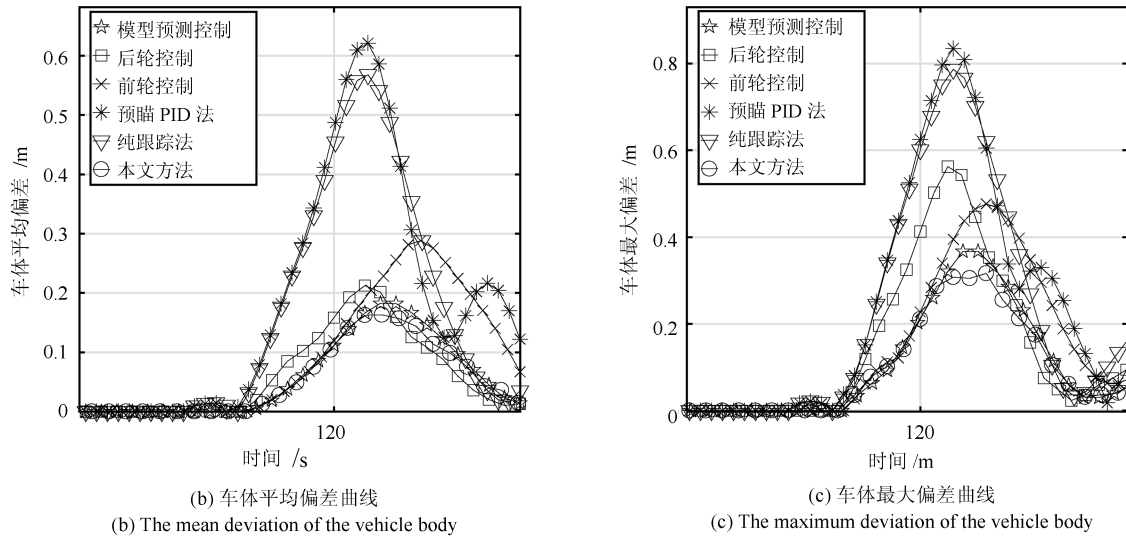 模型预测控制
后轮控制
前轮控制
预瞄 PID 法
纯跟踪法
本文方法
0.6
0.5
0.4
0.3
0.2
0.1
0
车体平均偏差 /m
120
时间 /s
(b) 车体平均偏差曲线
(b) The mean deviation of the vehicle body
模型预测控制
后轮控制
前轮控制
预瞄 PID 法
纯跟踪法
本文方法
0.8
0.6
0.4
0.2
0
车体最大偏差 /m
120
时间 /m
(c) 车体最大偏差曲线
(c) The maximum deviation of the vehicle body